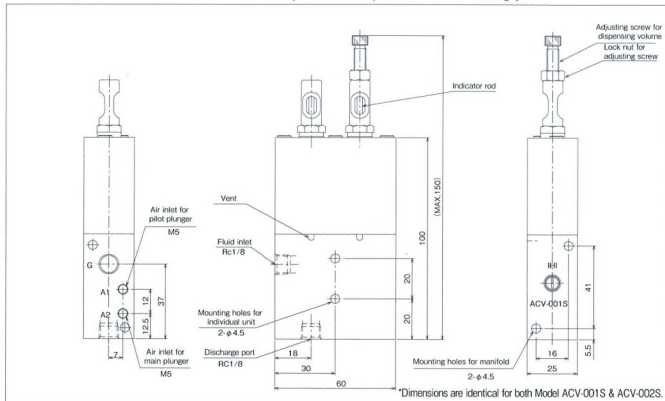 Adjusting screw for
dispensing volume
Lock nut for
adjusting screw
Indicator rod
(MAX.150)
100
Vent
Air inlet for
pilot plunger
M5
Fluid inlet
Rc1/8
G
A1
A2
12
37
12.5
7
20
20
IHI
ACV-001S
41
5.5
Mounting holes for
individual unit
2-φ4.5
Air inlet for
main plunger
M5
Discharge port
RC1/8
18
30
60
Mounting holes for manifold
2-φ4.5
16
25
*Dimensions are identical for both Model ACV-001S & ACV-002S.